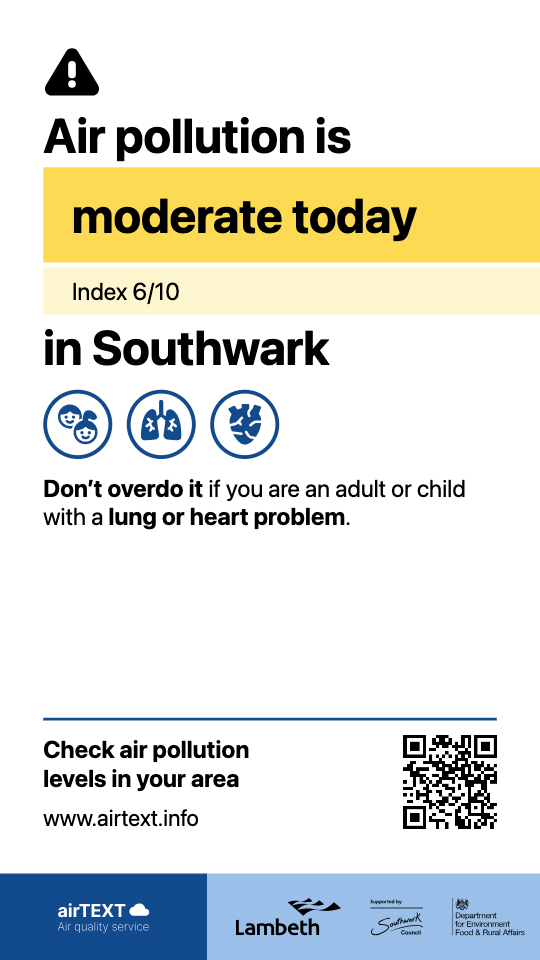 Air pollution is
moderate today
Index 6/10
in Southwark
Don’t overdo it if you are an adult or child
with a lung or heart problem.
Check air pollution
levels in your area
www.airtext.info
airTEXT
Air quality service
Lambeth
Supported by
Southwark
Council
Department
for Environment
Food & Rural Affairs